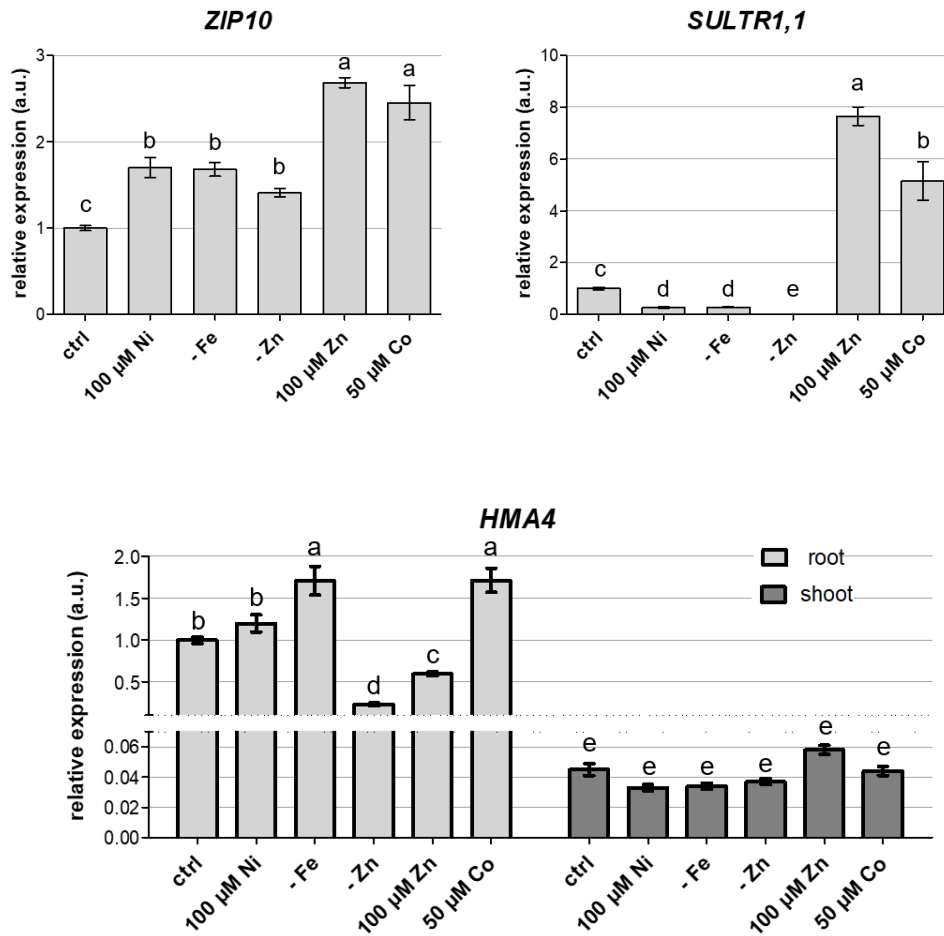 ZIP10
relative expression (a.u.)
3
2
1
0
c
b
b
b
a
a
ctrl
100 µM Ni
- Fe
- Zn
100 µM Zn
50 µM Co
SULTR1,1
relative expression (a.u.)
10
8
6
4
2
0
c
d
d
e
a
b
ctrl
100 µM Ni
- Fe
- Zn
100 µM Zn
50 µM Co
HMA4
relative expression (a.u.)
2.0
1.5
1.0
0.5
0.06
0.04
0.02
0.00
b
b
a
d
c
a
e
e
e
e
e
e
root
shoot
ctrl
100 µM Ni
- Fe
- Zn
100 µM Zn
50 µM Co
ctrl
100 µM Ni
- Fe
- Zn
100 µM Zn
50 µM Co